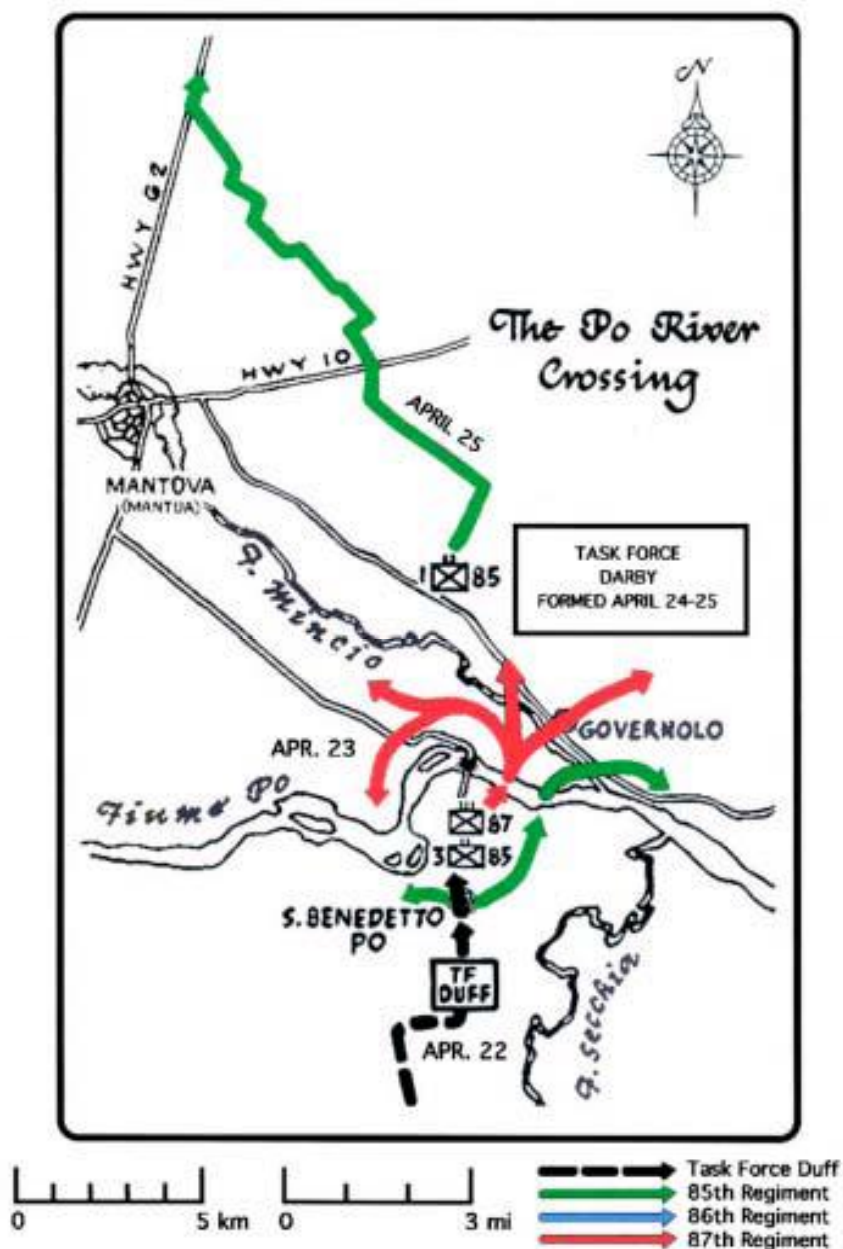 N
HWY 62
The Po River
Crossing
HWY 10
APRIL 25
MANTOVA
(MANTUA)
TASK FORCE
DARBY
FORMED APRIL 24-25
1 85
F. Mincio
GOVERNOLO
APR. 23
Fiume Po
87
3 85
S. BENEDETTO
PO
TF
DUFF
F. Secchia
APR. 22
0 5 km 0 3 mi
Task Force Duff
85th Regiment
86th Regiment
87th Regiment